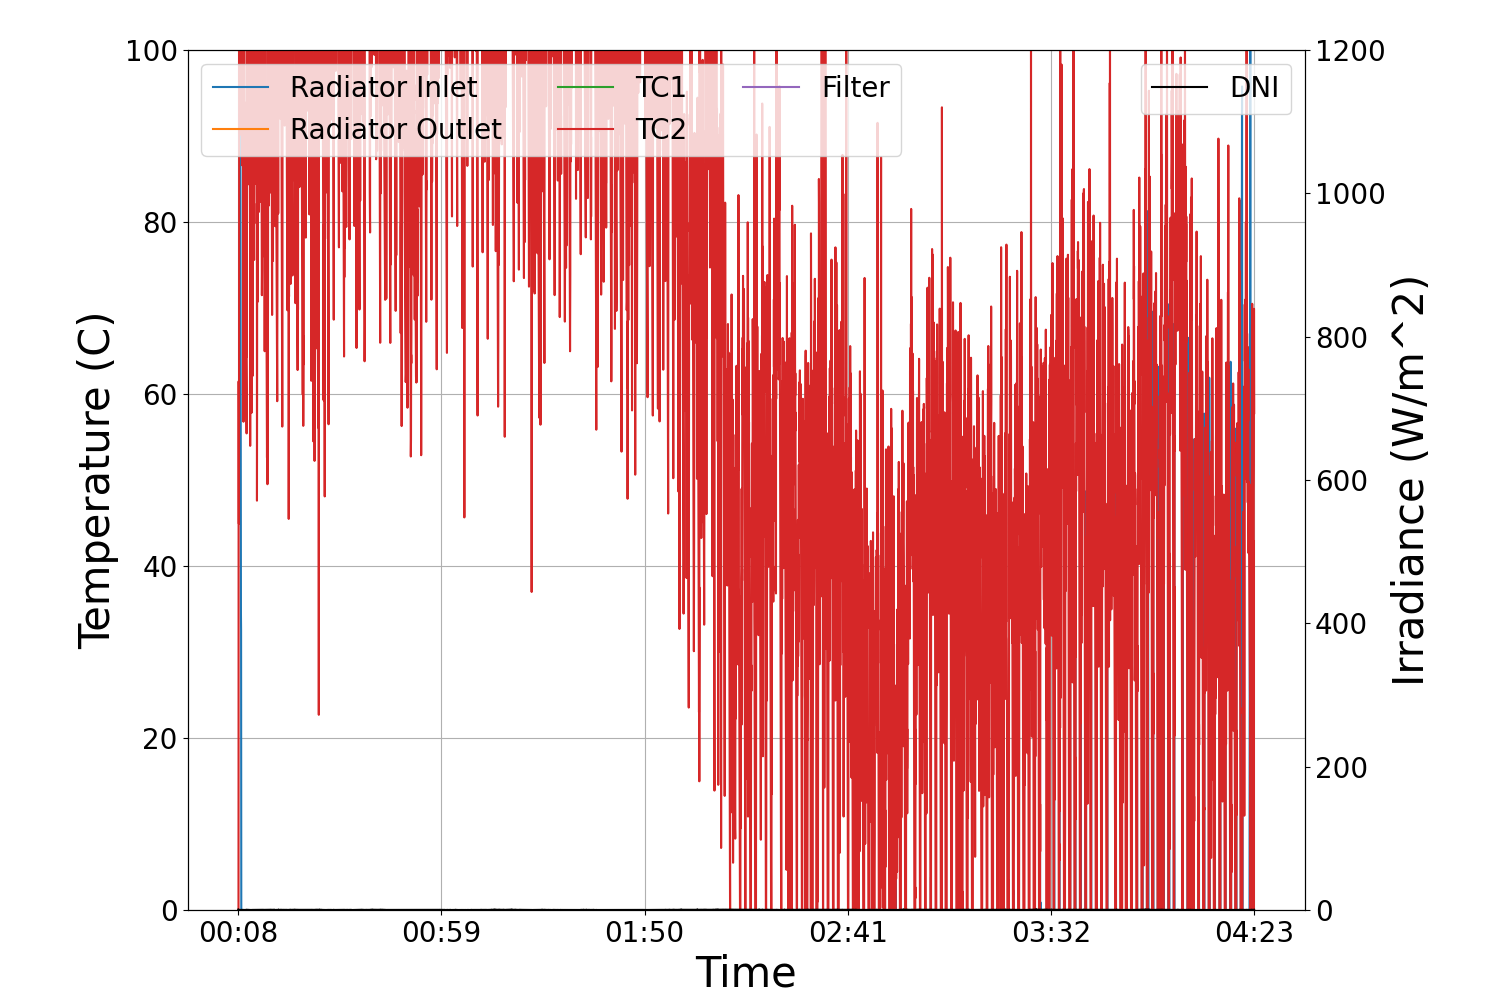 100
80
60
40
20
0
Temperature (C)
Radiator Inlet
Radiator Outlet
TC1
TC2
Filter
DNI
1200
1000
800
600
400
200
0
Irradiance (W/m^2)
00:08 00:59 01:50 02:41 03:32 04:23
Time